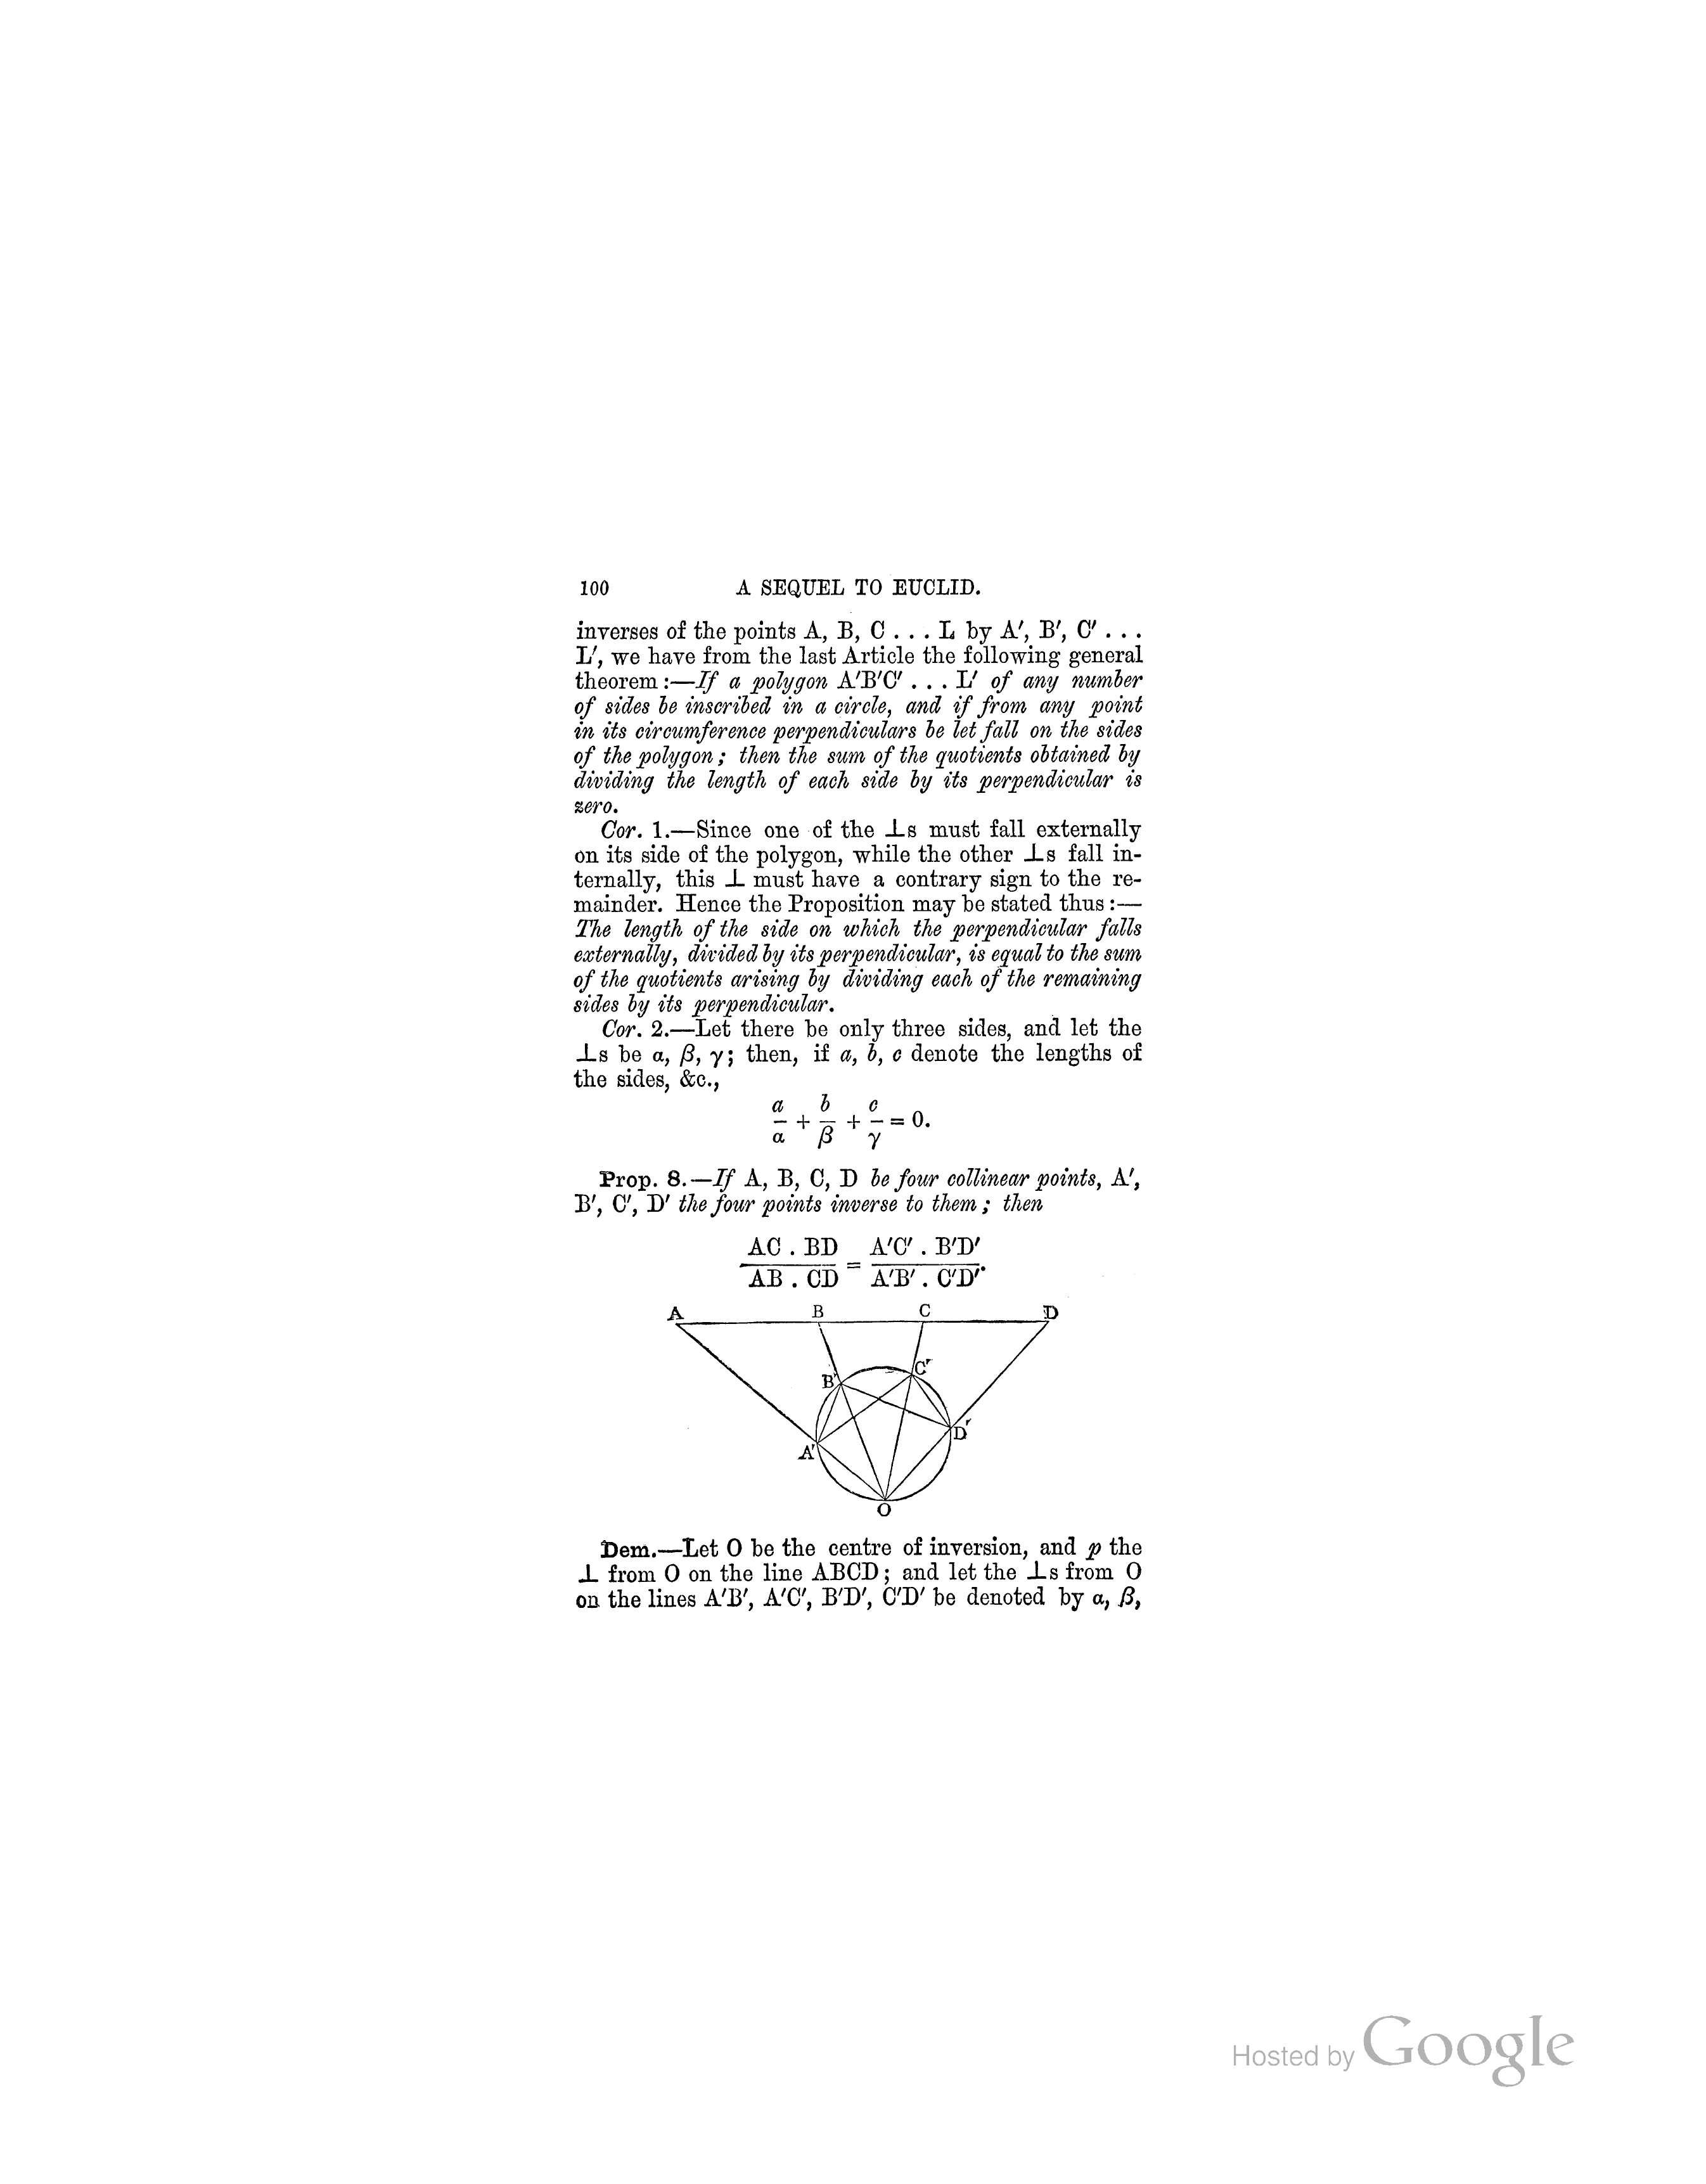 100 A SEQUEL TO EUCLID.
inverses of the points A, B, C . . . L by A′, B′, C′ . . .
L′, we have from the last Article the following general
theorem :—If a polygon A′B′C′ . . . L′ of any number
of sides be inscribed in a circle, and if from any point
in its circumference perpendiculars be let fall on the sides
of the polygon ; then the sum of the quotients obtained by
dividing the length of each side by its perpendicular is
zero.
Cor. 1.—Since one of the ⊥s must fall externally
on its side of the polygon, while the other ⊥s fall in-
ternally, this ⊥ must have a contrary sign to the re-
mainder. Hence the Proposition may be stated thus :—
The length of the side on which the perpendicular falls
externally, divided by its perpendicular, is equal to the sum
of the quotients arising by dividing each of the remaining
sides by its perpendicular.
Cor. 2.—Let there be only three sides, and let the
⊥s be α, β, γ; then, if a, b, c denote the lengths of
the sides, &c.,
a/α + b/β + c/γ = 0.
Prop. 8.—If A, B, C, D be four collinear points, A′,
B′, C′, D′ the four points inverse to them ; then
AC . BD / AB . CD = A′C′ . B′D′ / A′B′ . C′D′.
A B C D
B′ C′
A′ D′
O
Dem.—Let O be the centre of inversion, and p the
⊥ from O on the line ABCD ; and let the ⊥s from O
on the lines A′B′, A′C′, B′D′, C′D′ be denoted by α, β,
Hosted by Google